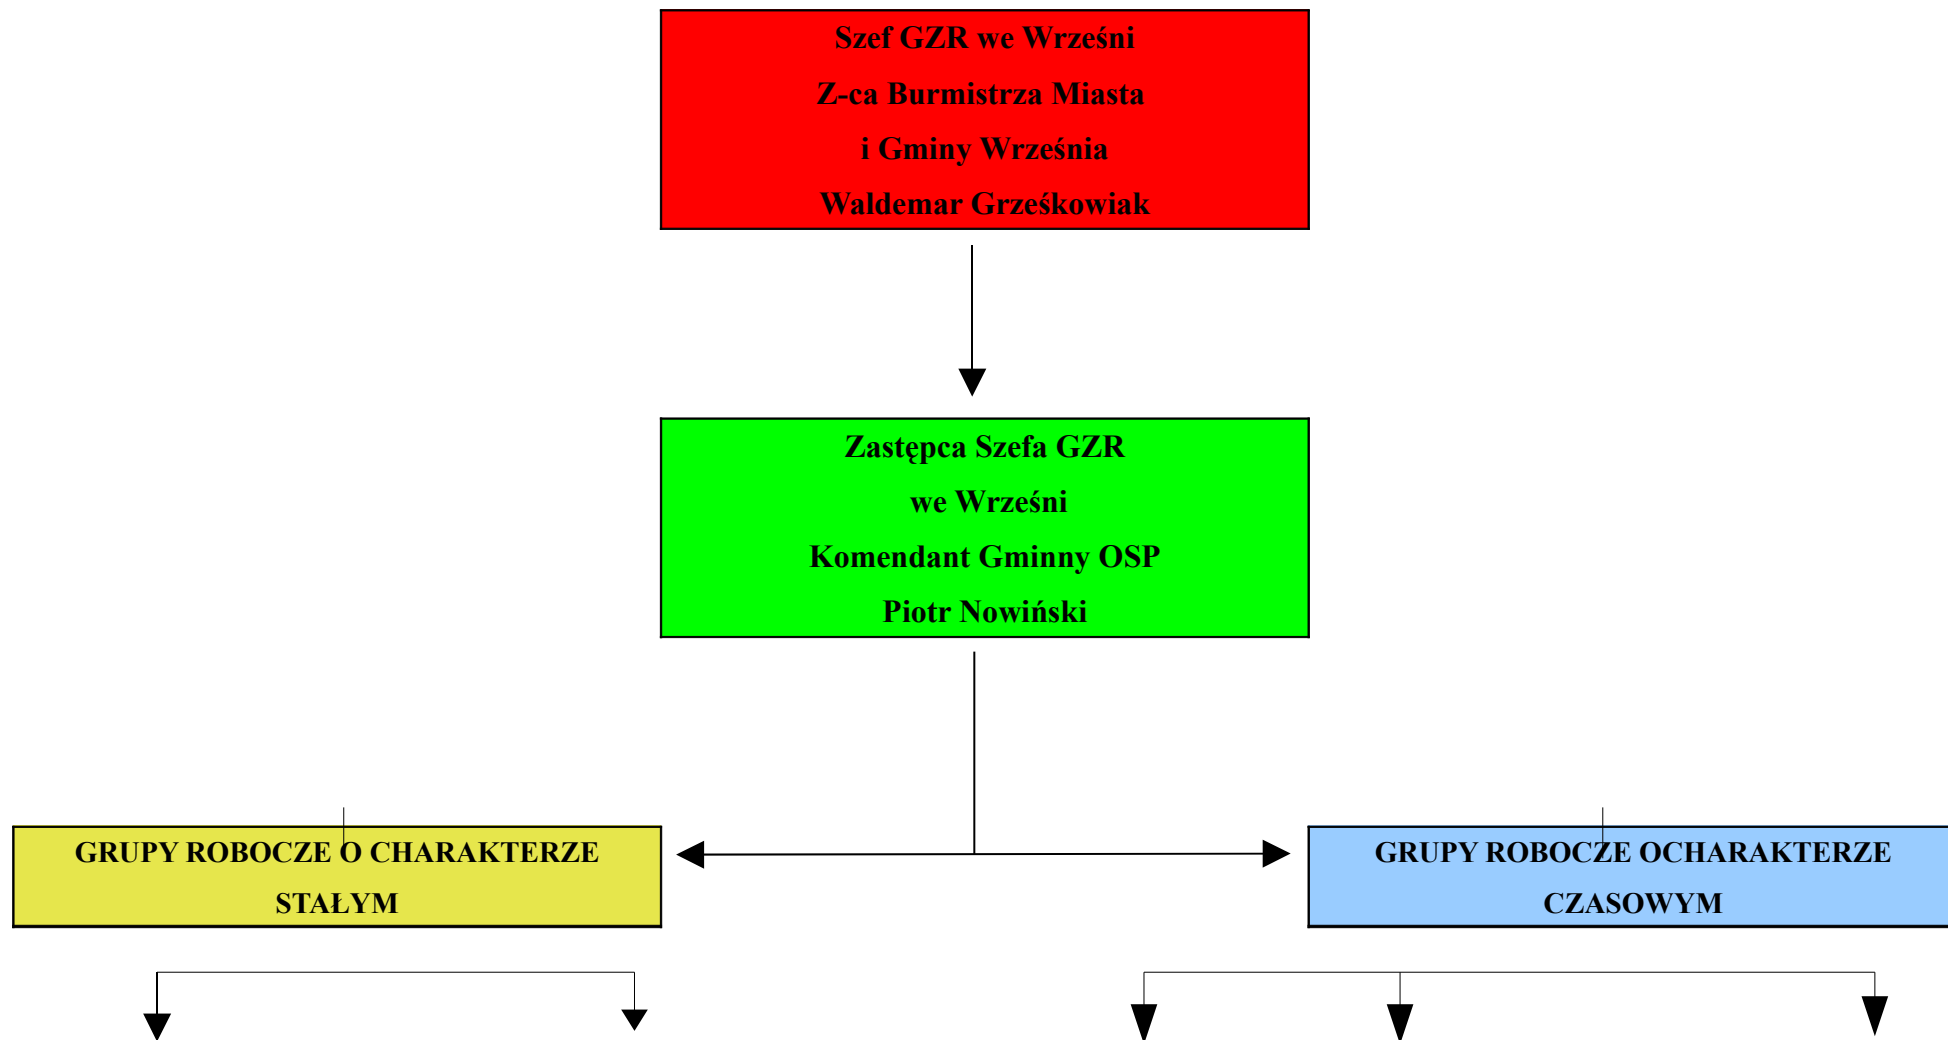 Szef GZR we Wrześni
Z-ca Burmistrza Miasta
i Gminy Września
Waldemar Grześkowiak
Zastępca Szefa GZR
we Wrześni
Komendant Gminny OSP
Piotr Nowiński
GRUPY ROBOCZE O CHARAKTERZE
STAŁYM
GRUPY ROBOCZE OCHARAKTERZE
CZASOWYM